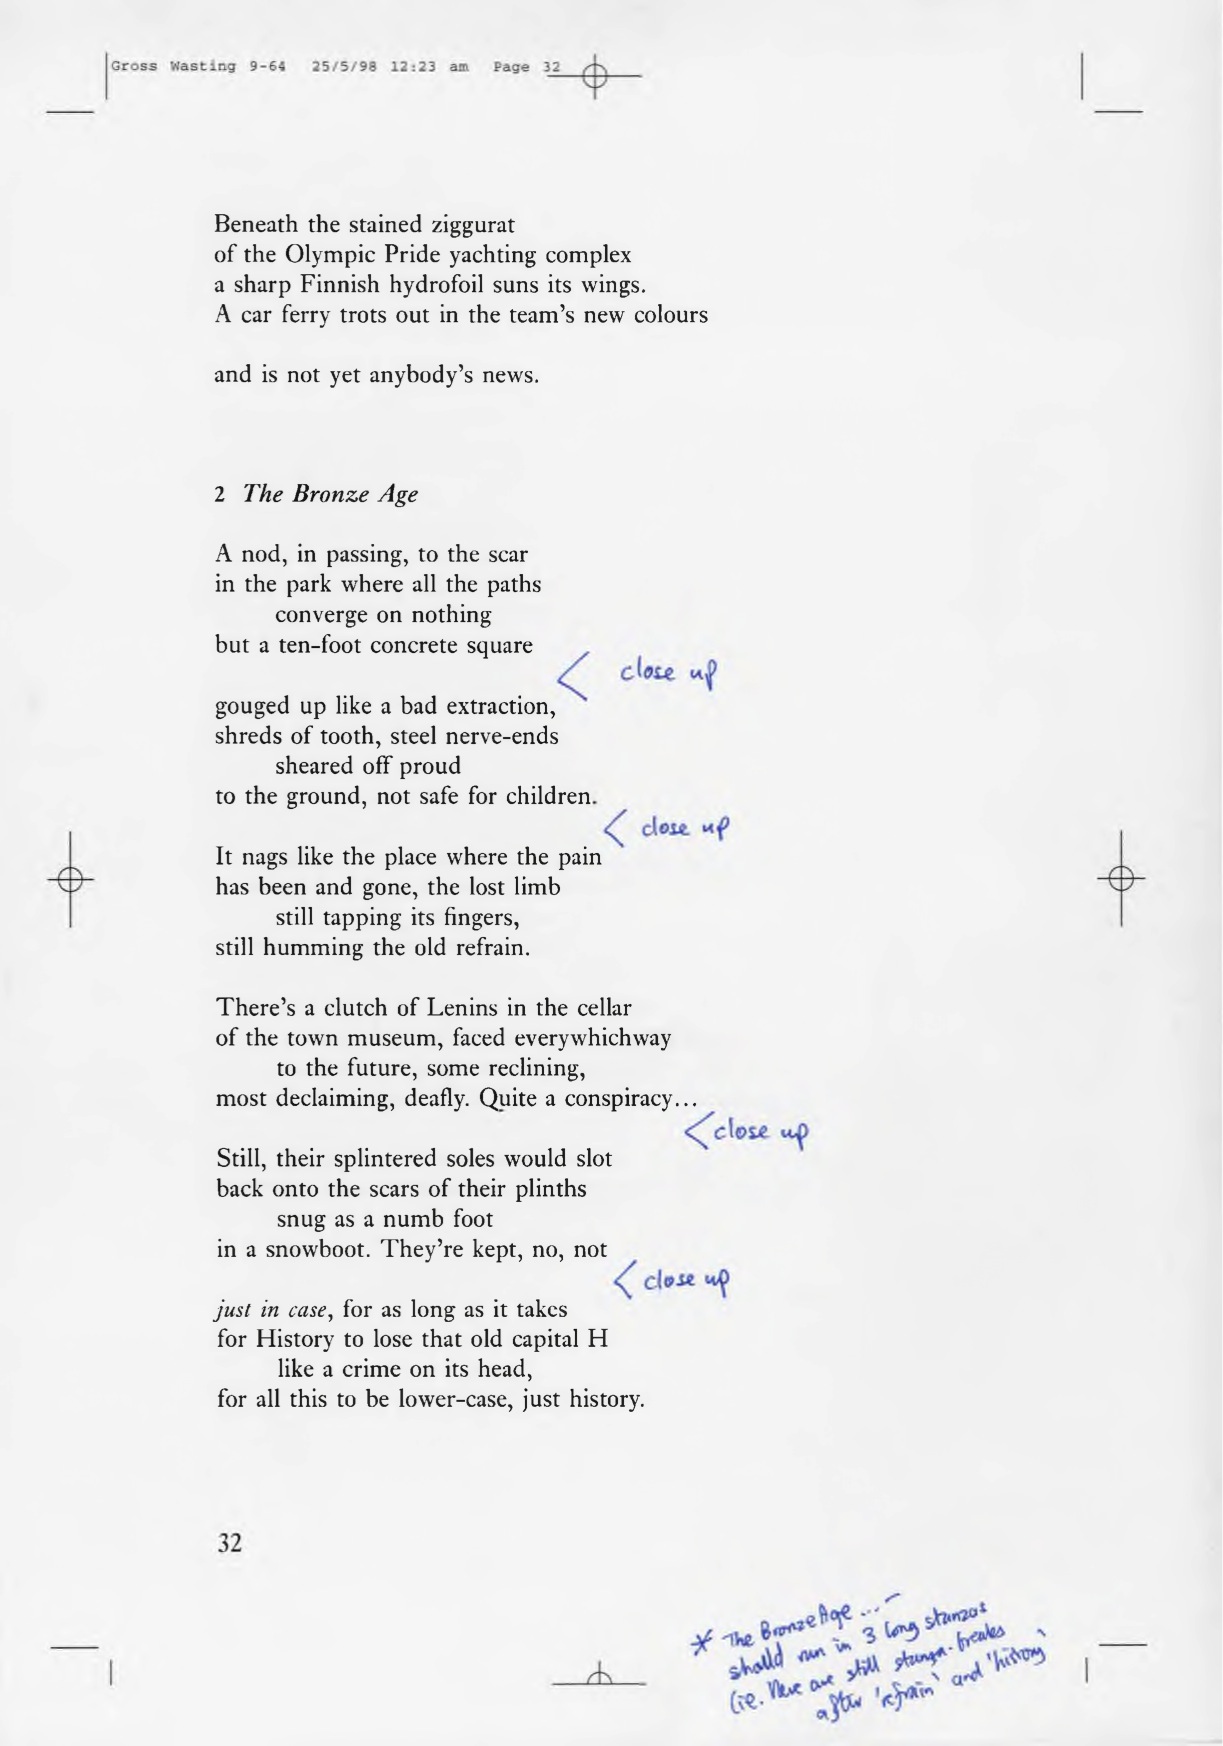 Gross Wasting 9-64 25/5/98 12:23 am Page 32
Beneath the stained ziggurat
of the Olympic Pride yachting complex
a sharp Finnish hydrofoil suns its wings.
A car ferry trots out in the team's new colours
and is not yet anybody's news.
2 The Bronze Age
A nod, in passing, to the scar
in the park where all the paths
converge on nothing
but a ten-foot concrete square
close up
gouged up like a bad extraction,
shreds of tooth, steel nerve-ends
sheared off proud
to the ground, not safe for children.
close up
It nags like the place where the pain
has been and gone, the lost limb
still tapping its fingers,
still humming the old refrain.
There's a clutch of Lenins in the cellar
of the town museum, faced everywhichway
to the future, some reclining,
most declaiming, deafly. Quite a conspiracy...
close up
Still, their splintered soles would slot
back onto the scars of their plinths
snug as a numb foot
in a snowboot. They're kept, no, not
close up
just in case, for as long as it takes
for History to lose that old capital H
like a crime on its head,
for all this to be lower-case, just history.
32
* The Bronze Age ... –
should run in 3 long stanzas
(ie. there are still stanza-breaks
after 'refrain' and 'history'